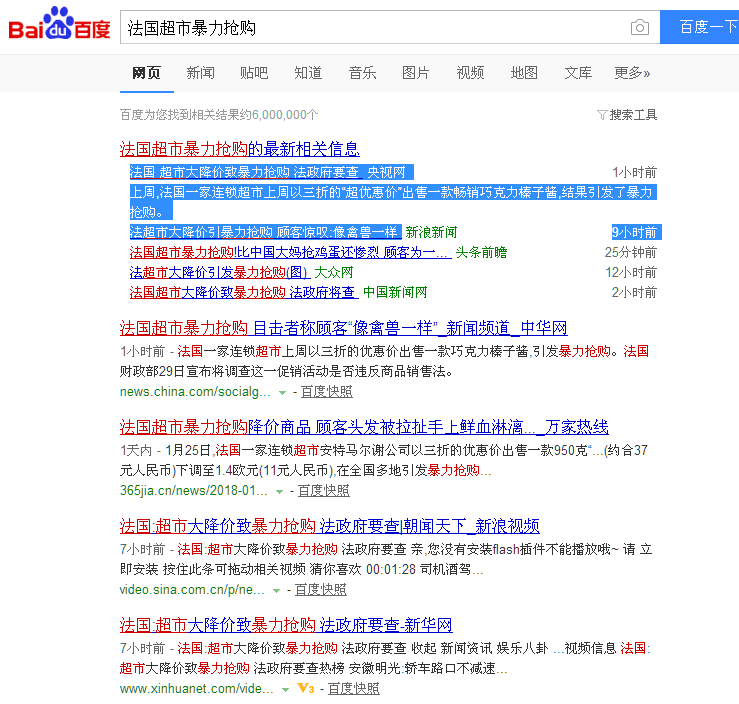 Bai du 百度 法国超市暴力抢购 百度一下
网页 新闻 贴吧 知道 音乐 图片 视频 地图 文库 更多»
百度为您找到相关结果约6,000,000个 搜索工具
法国超市暴力抢购的最新相关信息
法国 超市大降价致暴力抢购 法政府要查 央视网 1小时前
上周,法国一家连锁超市上周以三折的“超优惠价”出售一款畅销巧克力榛子酱,结果引发了暴力
抢购。
法超市大降价引暴力抢购 顾客惊叹:像禽兽一样 新浪新闻 9小时前
法国超市暴力抢购!比中国大妈抢鸡蛋还惨烈 顾客为一... 头条前瞻 25分钟前
法超市大降价引发暴力抢购(图) 大众网 12小时前
法国超市大降价致暴力抢购 法政府将查 中国新闻网 2小时前
法国超市暴力抢购 目击者称顾客“像禽兽一样”_新闻频道_中华网
1小时前 - 法国一家连锁超市上周以三折的优惠价出售一款巧克力榛子酱,引发暴力抢购。法国
财政部29日宣布将调查这一促销活动是否违反商品销售法。
news.china.com/socialg... - 百度快照
法国超市暴力抢购降价商品 顾客头发被拉扯手上鲜血淋漓..._万家热线
1天内 - 1月25日,法国一家连锁超市安特马尔谢公司以三折的优惠价出售一款950克“...(约合37
元人民币)下调至1.4欧元(11元人民币),在全国多地引发暴力抢购...
365jia.cn/news/2018-01... - 百度快照
法国:超市大降价致暴力抢购 法政府要查|朝闻天下_新浪视频
7小时前 - 法国:超市大降价致暴力抢购 法政府要查 亲,您没有安装flash插件不能播放哦~ 请 立
即安装 按住此条可拖动相关视频 猜你喜欢 00:01:28 司机酒驾...
video.sina.com.cn/p/ne... - 百度快照
法国:超市大降价致暴力抢购 法政府要查-新华网
7小时前 - 法国:超市大降价致暴力抢购 法政府要查 收起 新闻资讯 娱乐八卦 ...视频信息 法国:
超市大降价致暴力抢购 法政府要查热榜 安徽明光:轿车路口不减速...
www.xinhuanet.com/vide... V3 - 百度快照